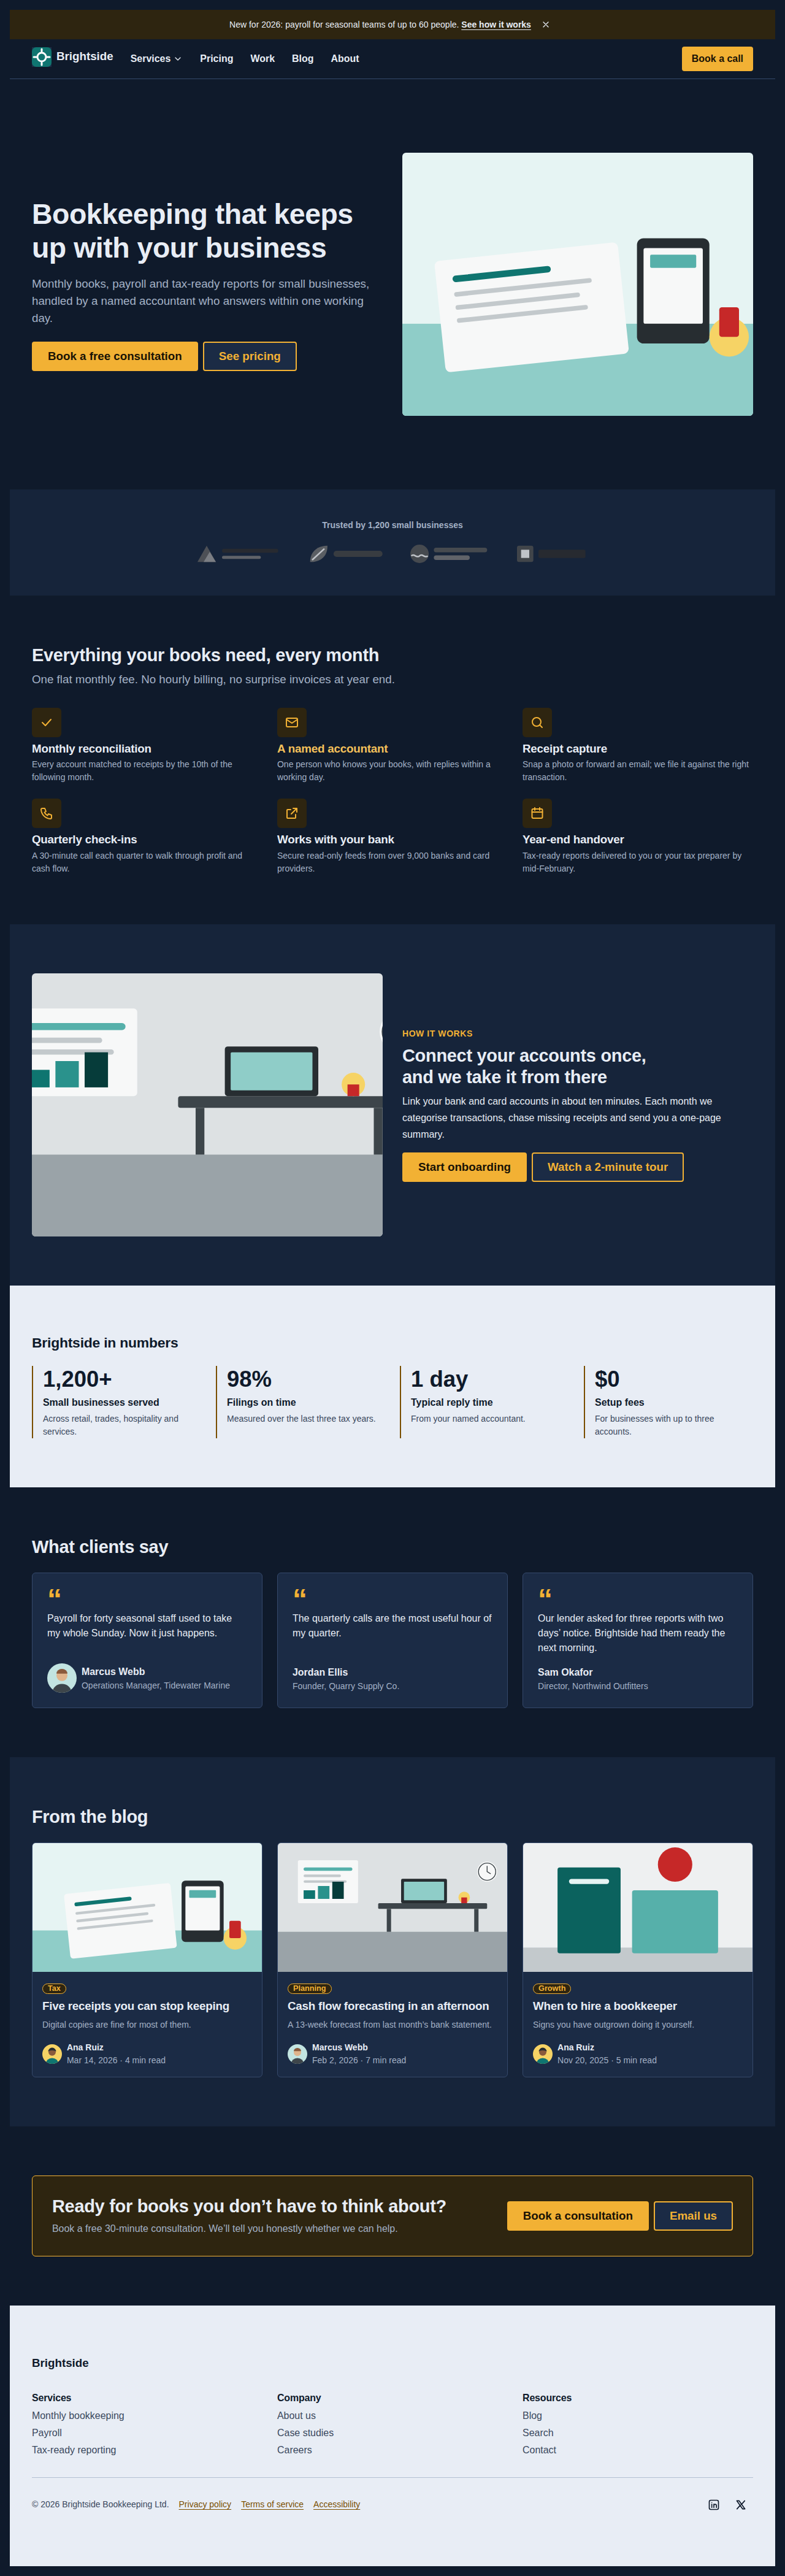 New for 2026: payroll for seasonal teams of up to 60 people. See how it works
Brightside Services Pricing Work Blog About Book a call
Bookkeeping that keeps
up with your business
Monthly books, payroll and tax-ready reports for small businesses,
handled by a named accountant who answers within one working
day.
Book a free consultation See pricing
Trusted by 1,200 small businesses
Everything your books need, every month
One flat monthly fee. No hourly billing, no surprise invoices at year end.
Monthly reconciliation
Every account matched to receipts by the 10th of the
following month.
A named accountant
One person who knows your books, with replies within a
working day.
Receipt capture
Snap a photo or forward an email; we file it against the right
transaction.
Quarterly check-ins
A 30-minute call each quarter to walk through profit and
cash flow.
Works with your bank
Secure read-only feeds from over 9,000 banks and card
providers.
Year-end handover
Tax-ready reports delivered to you or your tax preparer by
mid-February.
HOW IT WORKS
Connect your accounts once,
and we take it from there
Link your bank and card accounts in about ten minutes. Each month we
categorise transactions, chase missing receipts and send you a one-page
summary.
Start onboarding Watch a 2-minute tour
Brightside in numbers
1,200+
Small businesses served
Across retail, trades, hospitality and
services.
98%
Filings on time
Measured over the last three tax years.
1 day
Typical reply time
From your named accountant.
$0
Setup fees
For businesses with up to three
accounts.
What clients say
“
Payroll for forty seasonal staff used to take
my whole Sunday. Now it just happens.
Marcus Webb
Operations Manager, Tidewater Marine
“
The quarterly calls are the most useful hour of
my quarter.
Jordan Ellis
Founder, Quarry Supply Co.
“
Our lender asked for three reports with two
days’ notice. Brightside had them ready the
next morning.
Sam Okafor
Director, Northwind Outfitters
From the blog
Tax
Five receipts you can stop keeping
Digital copies are fine for most of them.
Ana Ruiz
Mar 14, 2026 · 4 min read
Planning
Cash flow forecasting in an afternoon
A 13-week forecast from last month’s bank statement.
Marcus Webb
Feb 2, 2026 · 7 min read
Growth
When to hire a bookkeeper
Signs you have outgrown doing it yourself.
Ana Ruiz
Nov 20, 2025 · 5 min read
Ready for books you don’t have to think about?
Book a free 30-minute consultation. We’ll tell you honestly whether we can help.
Book a consultation Email us
Brightside
Services
Monthly bookkeeping
Payroll
Tax-ready reporting
Company
About us
Case studies
Careers
Resources
Blog
Search
Contact
© 2026 Brightside Bookkeeping Ltd. Privacy policy Terms of service Accessibility